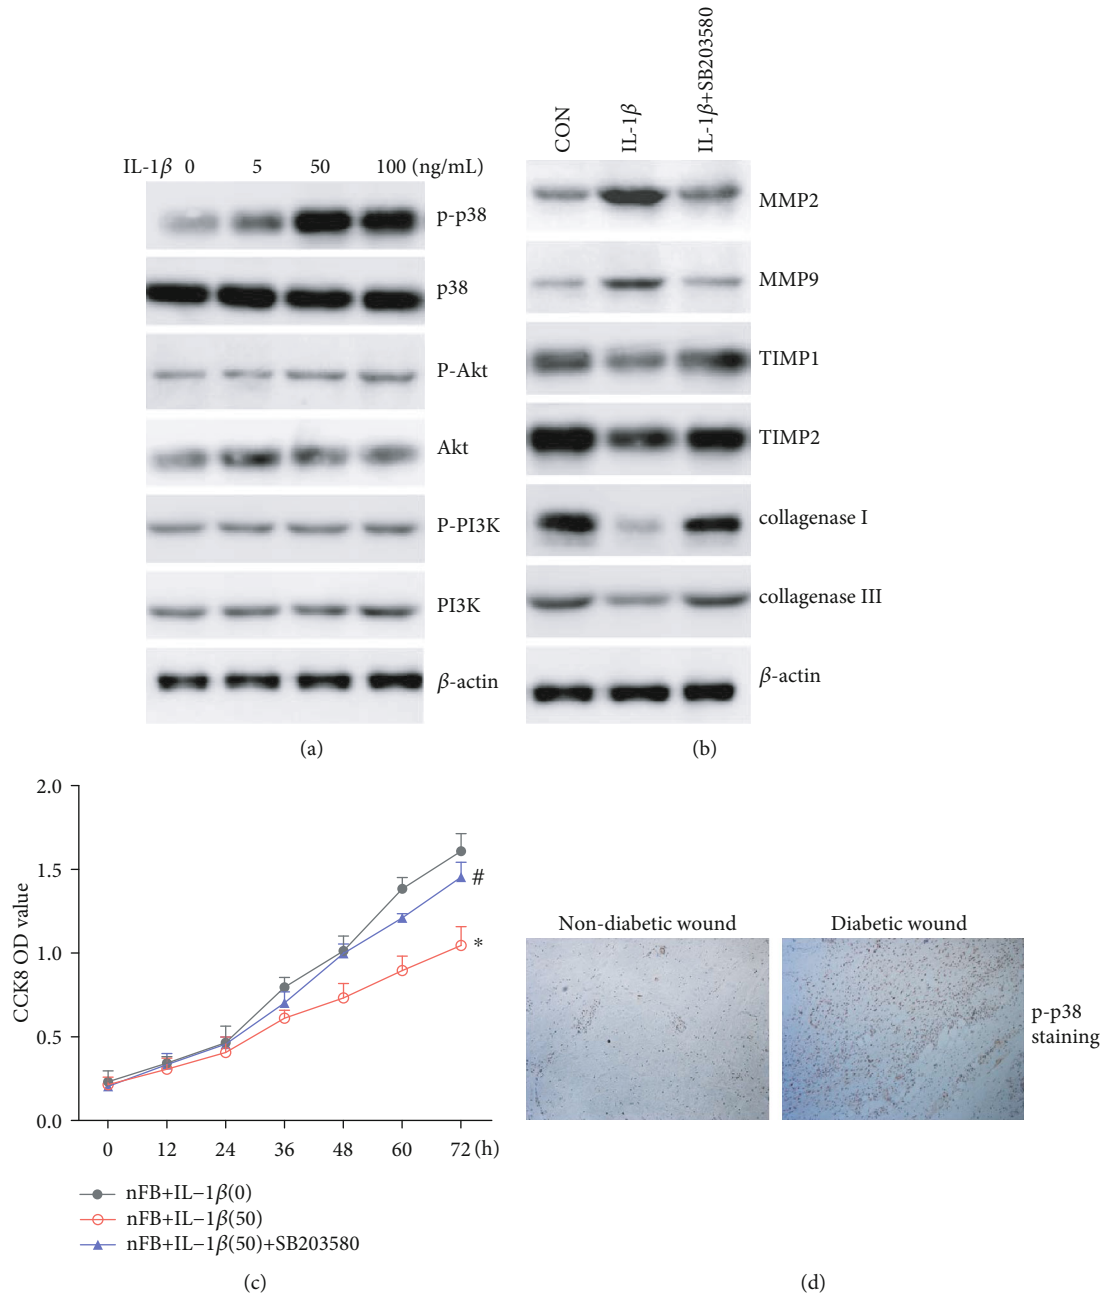 IL-1β 0 5 50 100 (ng/mL)
p-p38
p38
P-Akt
Akt
P-PI3K
PI3K
β-actin
(a)
CON
IL-1β
IL-1β+SB203580
MMP2
MMP9
TIMP1
TIMP2
collagenase I
collagenase III
β-actin
(b)
CCK8 OD value
2.0
1.5
1.0
0.5
0.0
#
*
0 12 24 36 48 60 72 (h)
nFB+IL−1β(0)
nFB+IL−1β(50)
nFB+IL−1β(50)+SB203580
(c)
Non-diabetic wound
Diabetic wound
p-p38
staining
(d)